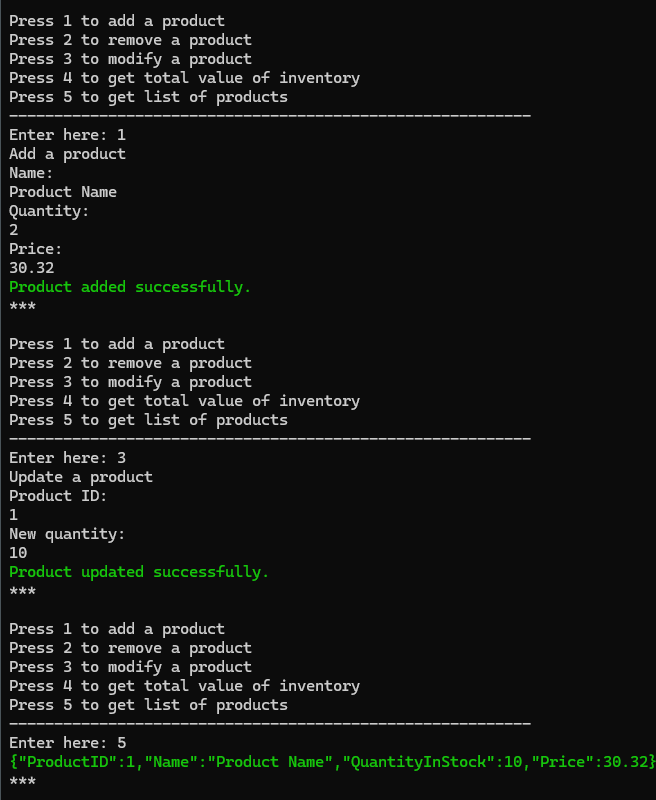 Press 1 to add a product
Press 2 to remove a product
Press 3 to modify a product
Press 4 to get total value of inventory
Press 5 to get list of products
----------------------------------------------------------
Enter here: 1
Add a product
Name:
Product Name
Quantity:
2
Price:
30.32
Product added successfully.
***

Press 1 to add a product
Press 2 to remove a product
Press 3 to modify a product
Press 4 to get total value of inventory
Press 5 to get list of products
----------------------------------------------------------
Enter here: 3
Update a product
Product ID:
1
New quantity:
10
Product updated successfully.
***

Press 1 to add a product
Press 2 to remove a product
Press 3 to modify a product
Press 4 to get total value of inventory
Press 5 to get list of products
----------------------------------------------------------
Enter here: 5
{"ProductID":1,"Name":"Product Name","QuantityInStock":10,"Price":30.32}
***